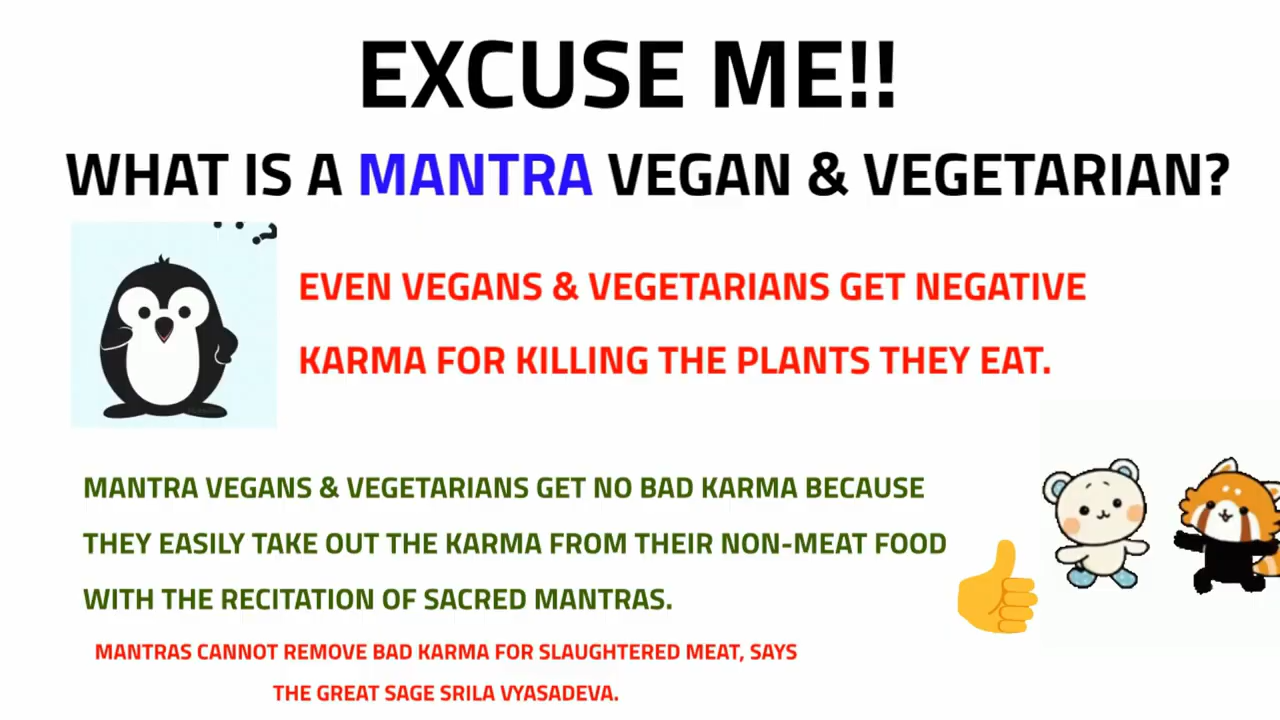 EXCUSE ME!!
WHAT IS A MANTRA VEGAN & VEGETARIAN?
EVEN VEGANS & VEGETARIANS GET NEGATIVE
KARMA FOR KILLING THE PLANTS THEY EAT.
MANTRA VEGANS & VEGETARIANS GET NO BAD KARMA BECAUSE
THEY EASILY TAKE OUT THE KARMA FROM THEIR NON-MEAT FOOD
WITH THE RECITATION OF SACRED MANTRAS.
MANTRAS CANNOT REMOVE BAD KARMA FOR SLAUGHTERED MEAT, SAYS
THE GREAT SAGE SRILA VYASADEVA.